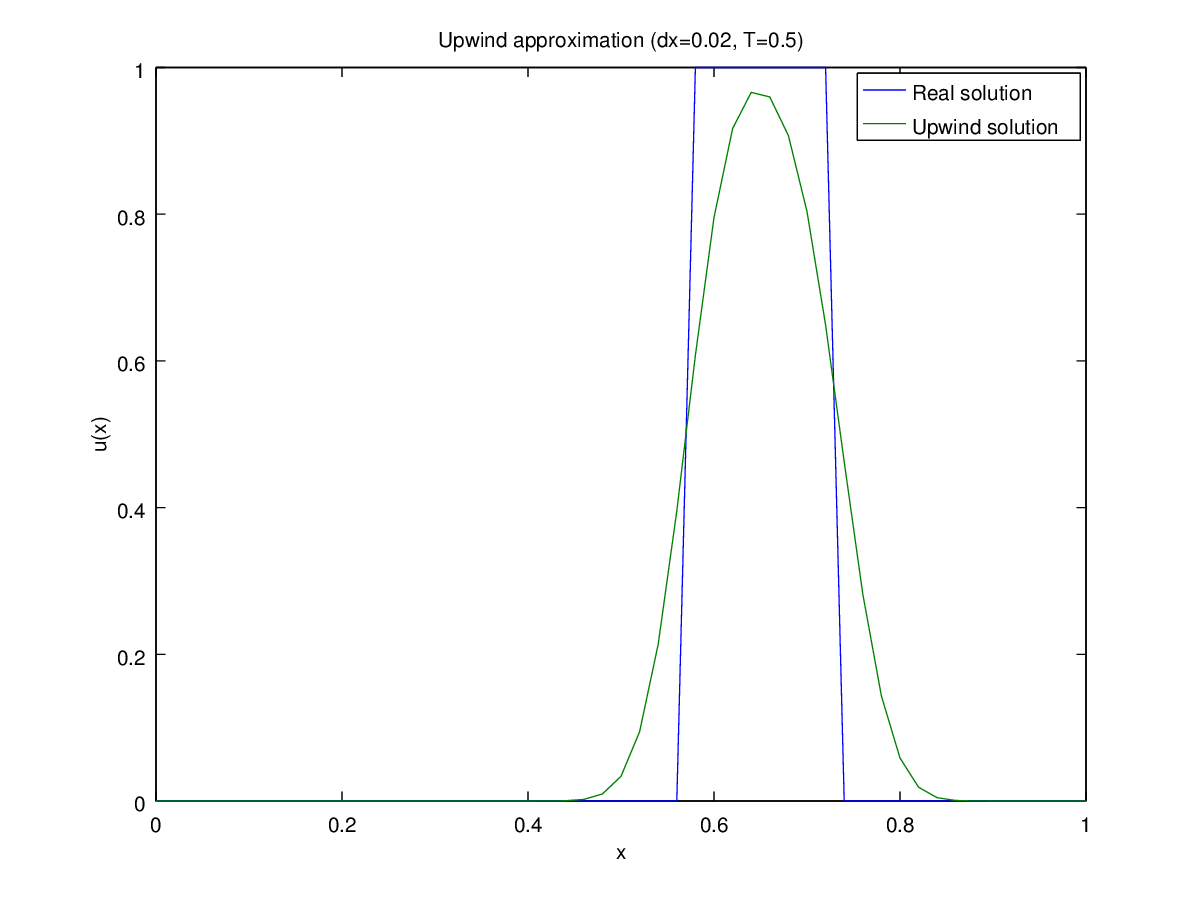 Upwind approximation (dx=0.02, T=0.5)
1
Real solution
Upwind solution
0.8
0.6
u(x)
0.4
0.2
0
0 0.2 0.4 0.6 0.8 1
x